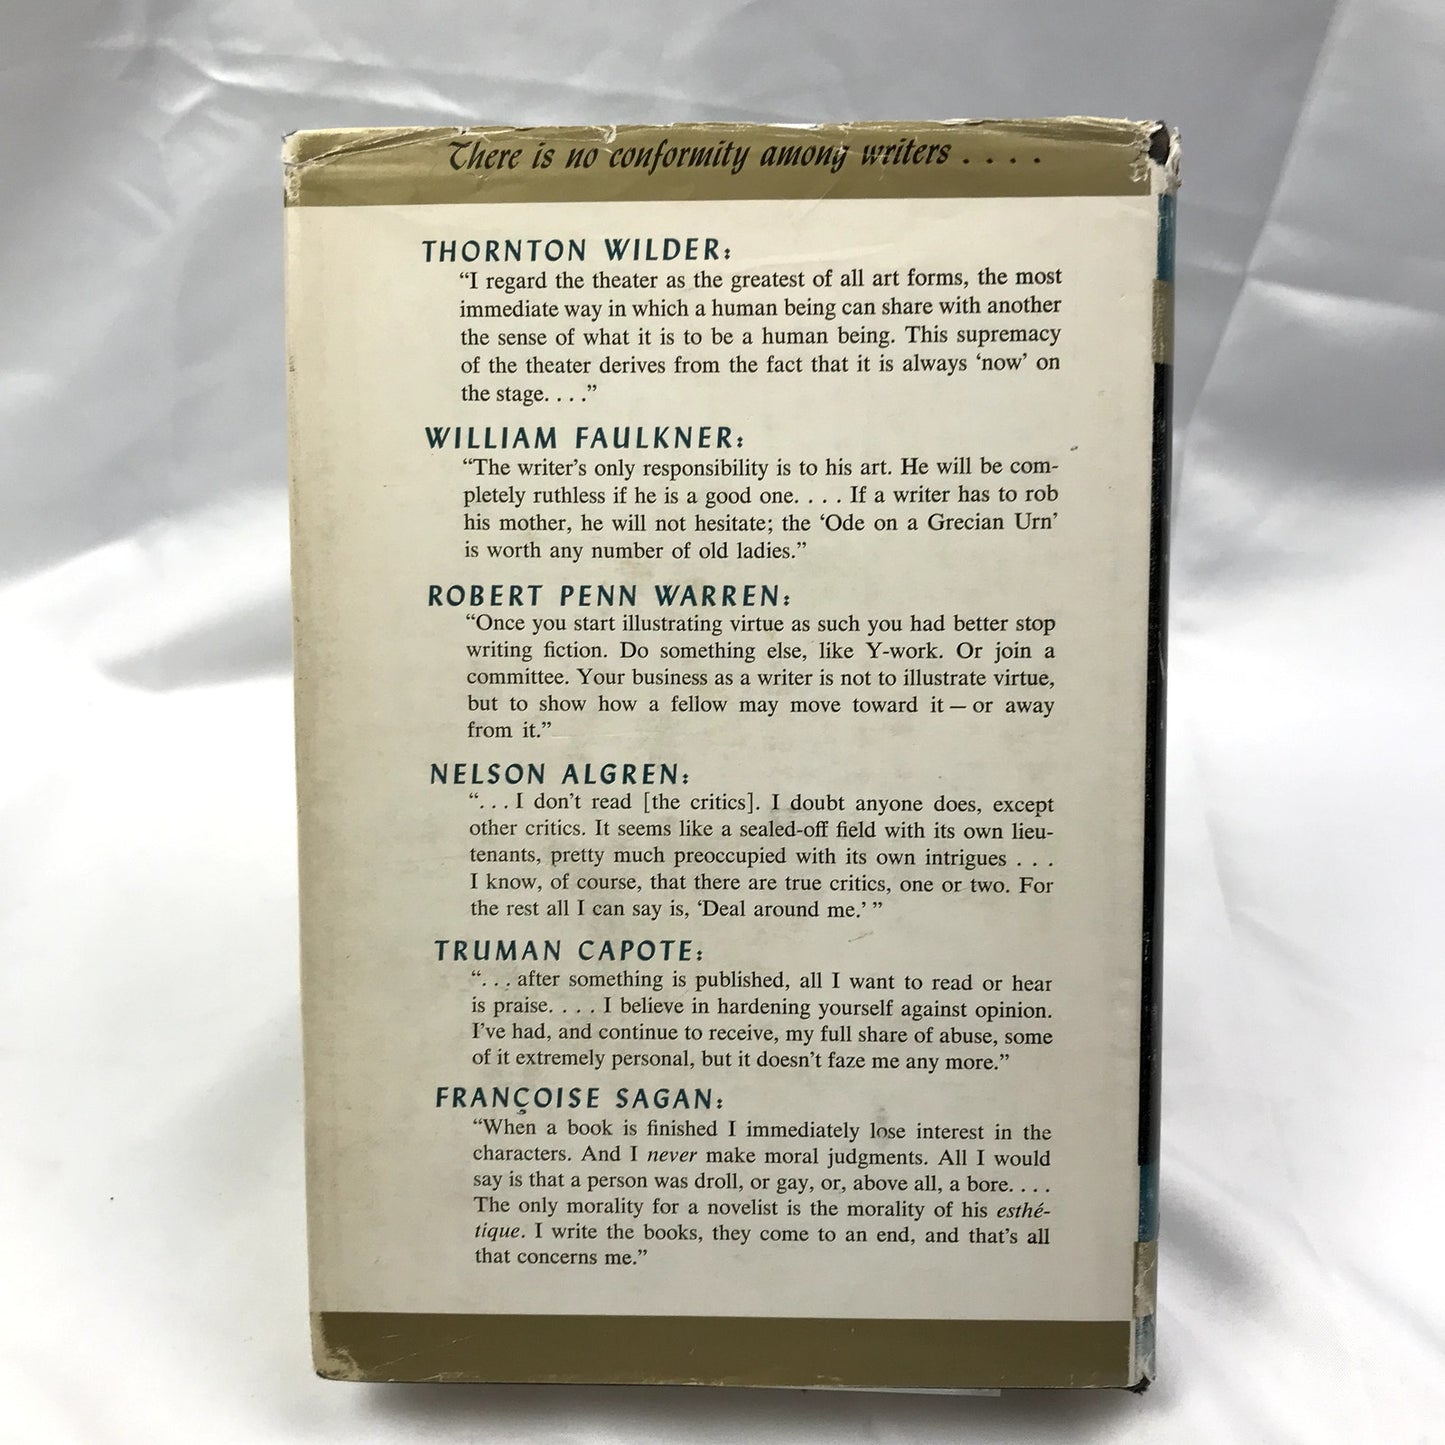 There is no conformity among writers . . . .
THORNTON WILDER:
“I regard the theater as the greatest of all art forms, the most
immediate way in which a human being can share with another
the sense of what it is to be a human being. This supremacy
of the theater derives from the fact that it is always ‘now’ on
the stage. . . .”
WILLIAM FAULKNER:
“The writer’s only responsibility is to his art. He will be com-
pletely ruthless if he is a good one. . . . If a writer has to rob
his mother, he will not hesitate; the ‘Ode on a Grecian Urn’
is worth any number of old ladies.”
ROBERT PENN WARREN:
“Once you start illustrating virtue as such you had better stop
writing fiction. Do something else, like Y-work. Or join a
committee. Your business as a writer is not to illustrate virtue,
but to show how a fellow may move toward it — or away
from it.”
NELSON ALGREN:
“. . . I don’t read [the critics]. I doubt anyone does, except
other critics. It seems like a sealed-off field with its own lieu-
tenants, pretty much preoccupied with its own intrigues . . .
I know, of course, that there are true critics, one or two. For
the rest all I can say is, ‘Deal around me.’ ”
TRUMAN CAPOTE:
“. . . after something is published, all I want to read or hear
is praise. . . . I believe in hardening yourself against opinion.
I’ve had, and continue to receive, my full share of abuse, some
of it extremely personal, but it doesn’t faze me any more.”
FRANÇOISE SAGAN:
“When a book is finished I immediately lose interest in the
characters. And I never make moral judgments. All I would
say is that a person was droll, or gay, or, above all, a bore. . . .
The only morality for a novelist is the morality of his esthé-
tique. I write the books, they come to an end, and that’s all
that concerns me.”